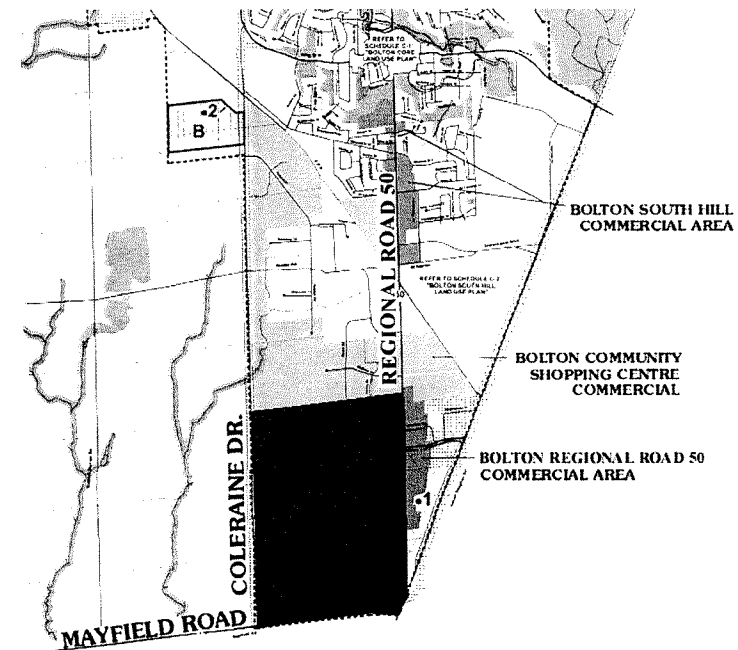 REFER TO
SCHEDULE C-1
"BOLTON CORE
LAND USE PLAN"
2
B
REGIONAL ROAD 50
BOLTON SOUTH HILL
COMMERCIAL AREA
REFER TO SCHEDULE C-2
"BOLTON SOUTH HILL
LAND USE PLAN"
50
BOLTON COMMUNITY
SHOPPING CENTRE
COMMERCIAL
COLERAINE DR.
BOLTON REGIONAL ROAD 50
COMMERCIAL AREA
1
MAYFIELD ROAD